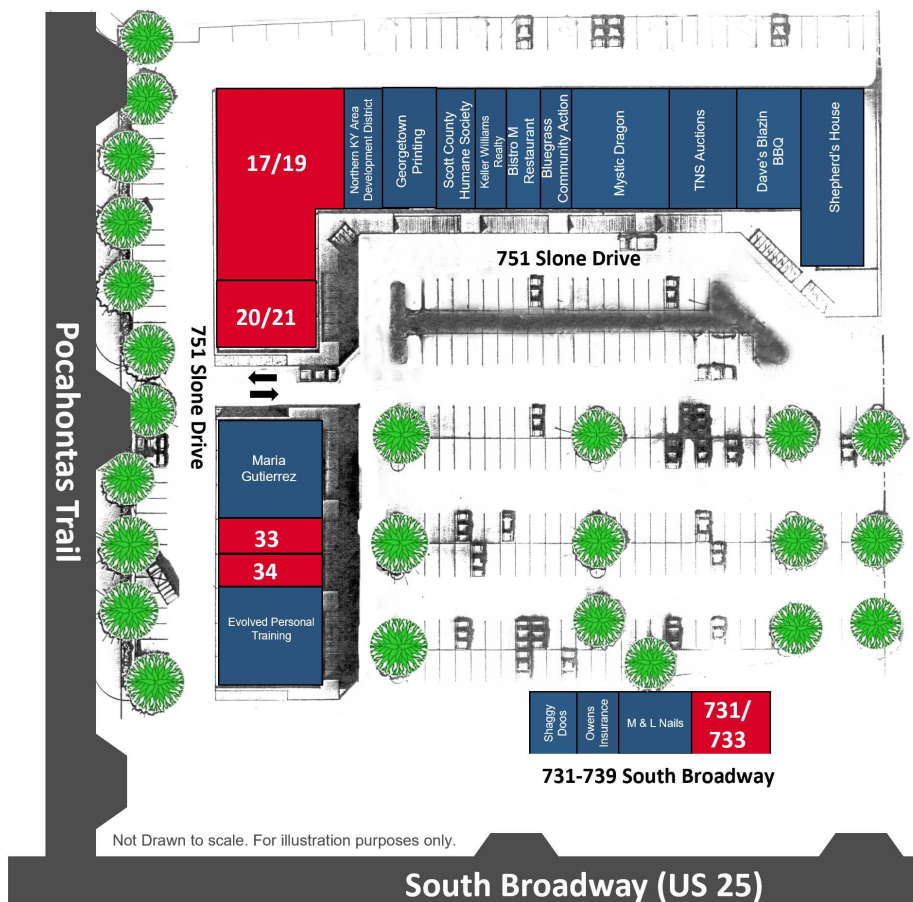 17/19
Northern KY Area
Development District
Georgetown
Printing
Scott County
Humane Society
Keller Williams
Realty
Bistro M
Restaurant
Bluegrass
Community Action
Mystic Dragon
TNS Auctions
Dave's Blazin
BBQ
Shepherd's House
751 Slone Drive
20/21
Pocahontas Trail
751 Slone Drive
Maria
Gutierrez
33
34
Evolved Personal
Training
Shaggy
Doos
Owens
Insurance
M & L Nails
731/
733
731-739 South Broadway
Not Drawn to scale. For illustration purposes only.
South Broadway (US 25)